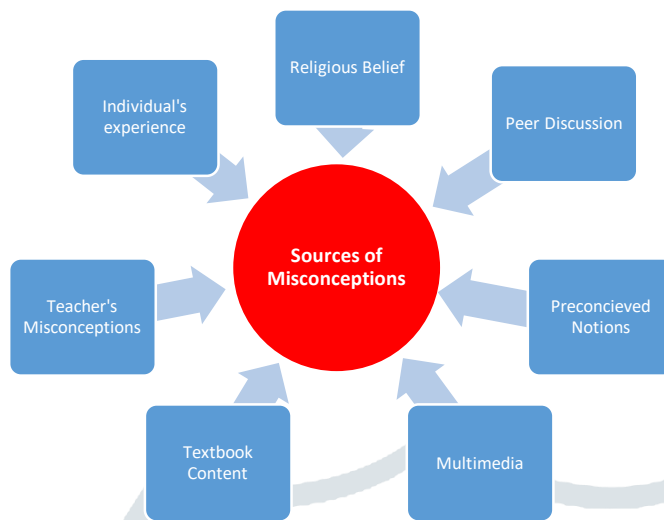 Religious Belief
Peer Discussion
Preconcieved
Notions
Multimedia
Textbook
Content
Teacher's
Misconceptions
Individual's
experience
Sources of
Misconceptions